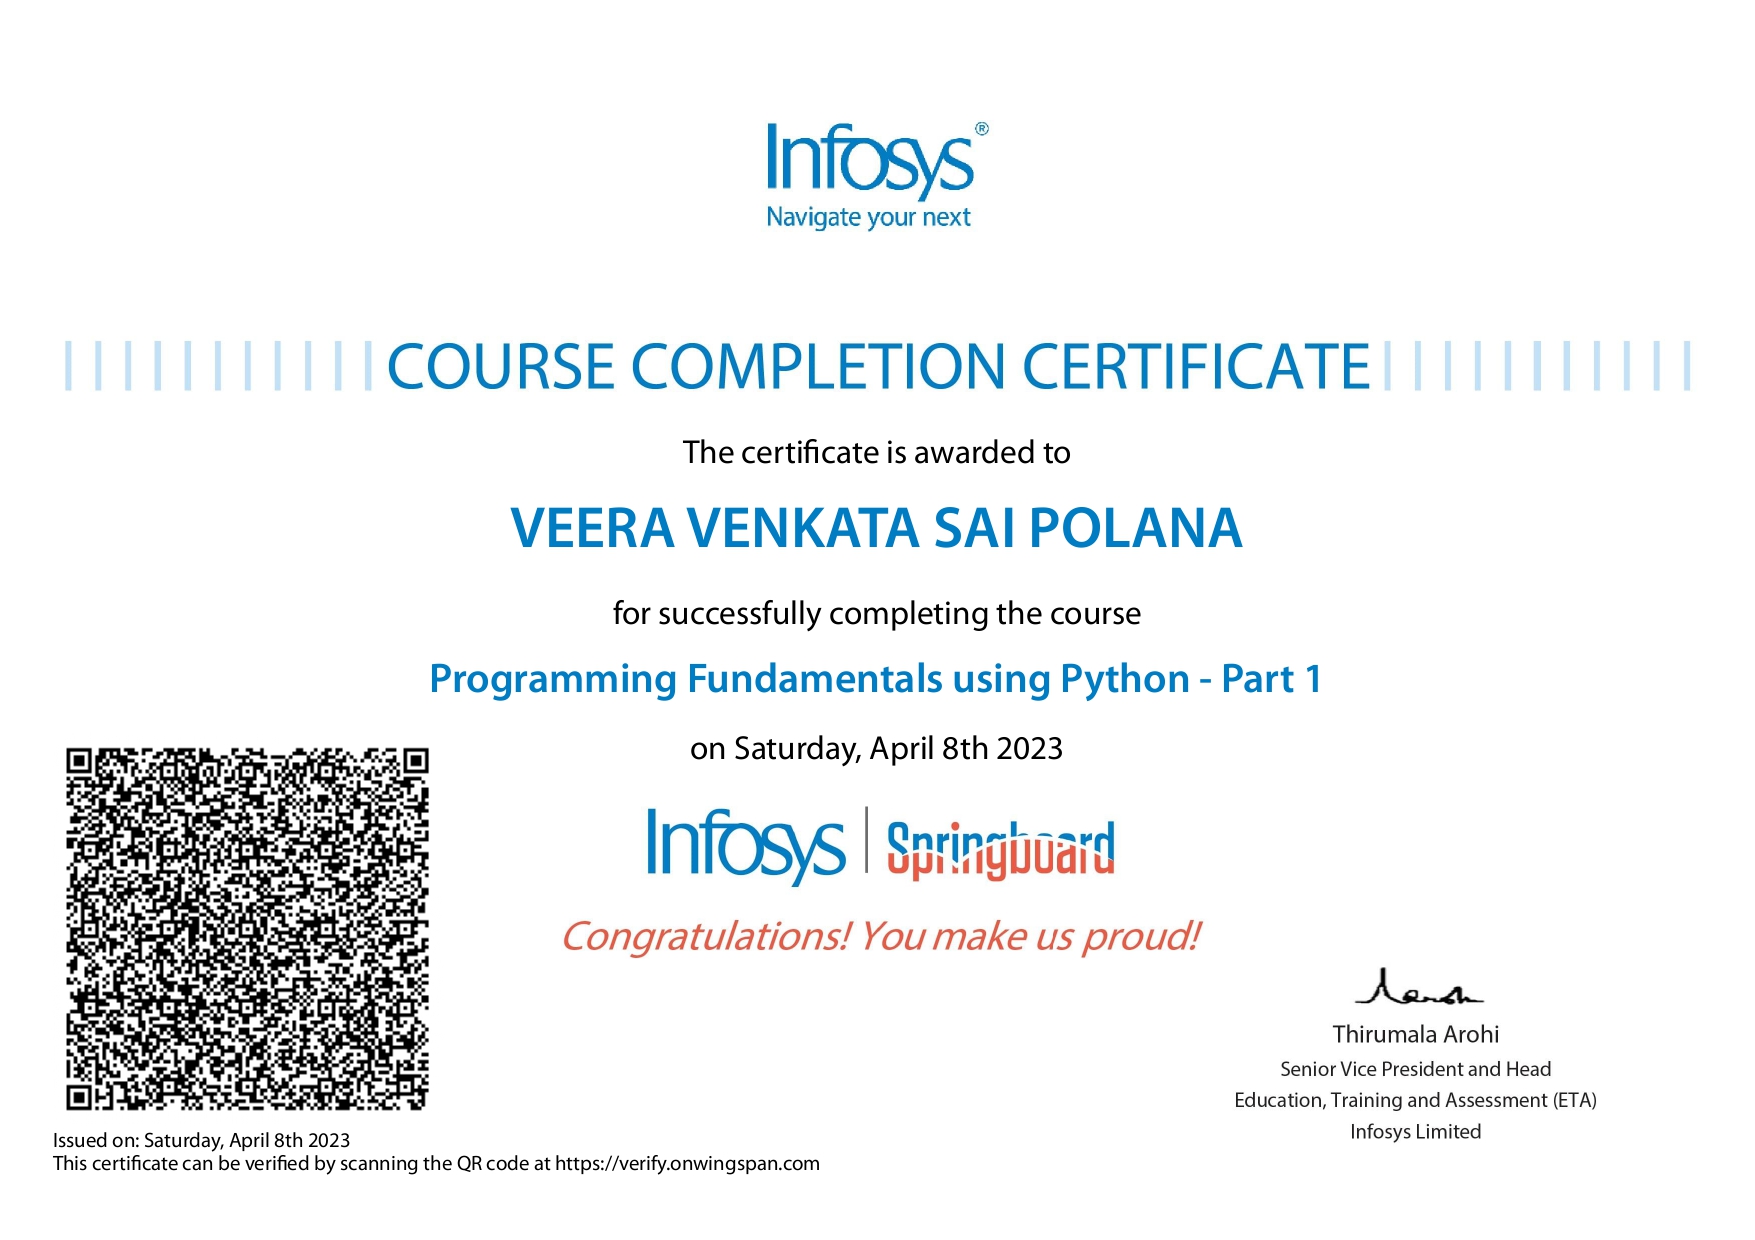 Infosys®
Navigate your next
COURSE COMPLETION CERTIFICATE
The certificate is awarded to
VEERA VENKATA SAI POLANA
for successfully completing the course
Programming Fundamentals using Python - Part 1
on Saturday, April 8th 2023
Infosys | Springboard
Congratulations! You make us proud!
Thirumala Arohi
Senior Vice President and Head
Education, Training and Assessment (ETA)
Infosys Limited
Issued on: Saturday, April 8th 2023
This certificate can be verified by scanning the QR code at https://verify.onwingspan.com